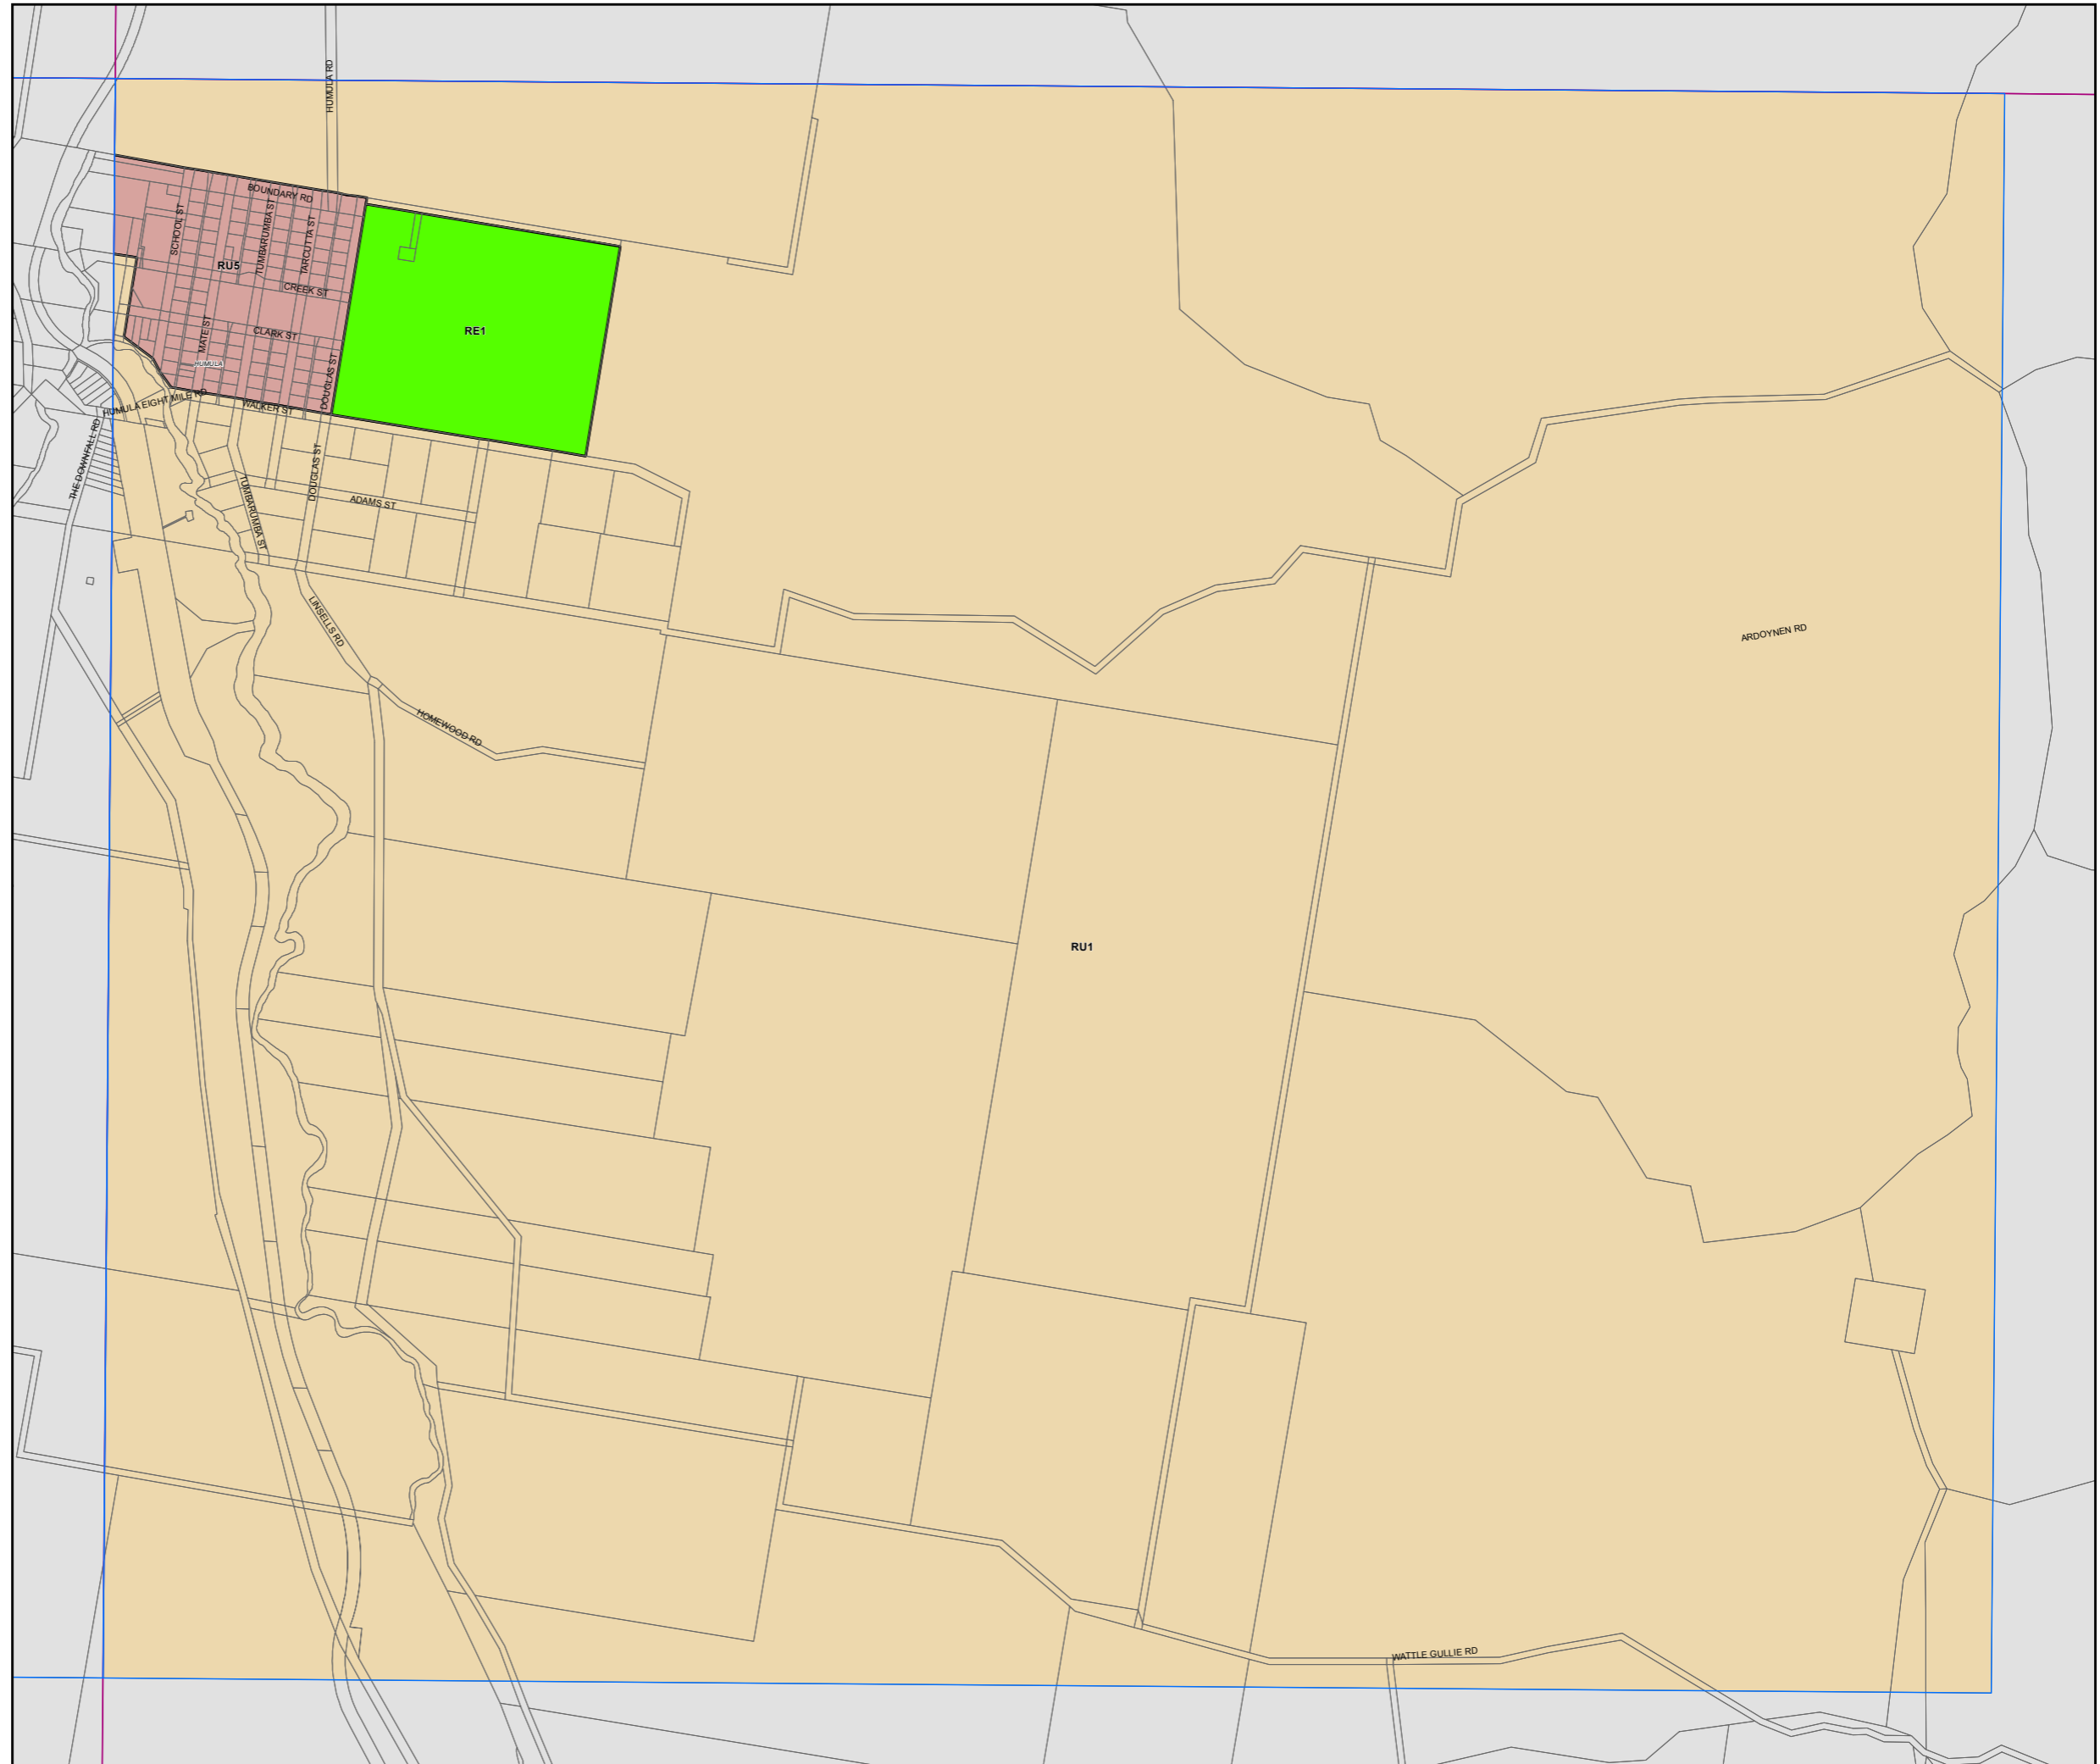 HUMULA RD
BOUNDARY RD
SCHOOL ST
TUMBARUMBA ST
TARCUTTA ST
RU5
CREEK ST
RE1
MATE ST
CLARK ST
HUMULA
DOUGLAS ST
HUMULA EIGHT MILE RD
WALKER ST
THE DOWNFALL RD
DOUGLAS ST
ADAMS ST
TUMBARUMBA ST
LINSELLS RD
ARDOYNEN RD
HOMEWOOD RD
RU1
WATTLE GULLIE RD